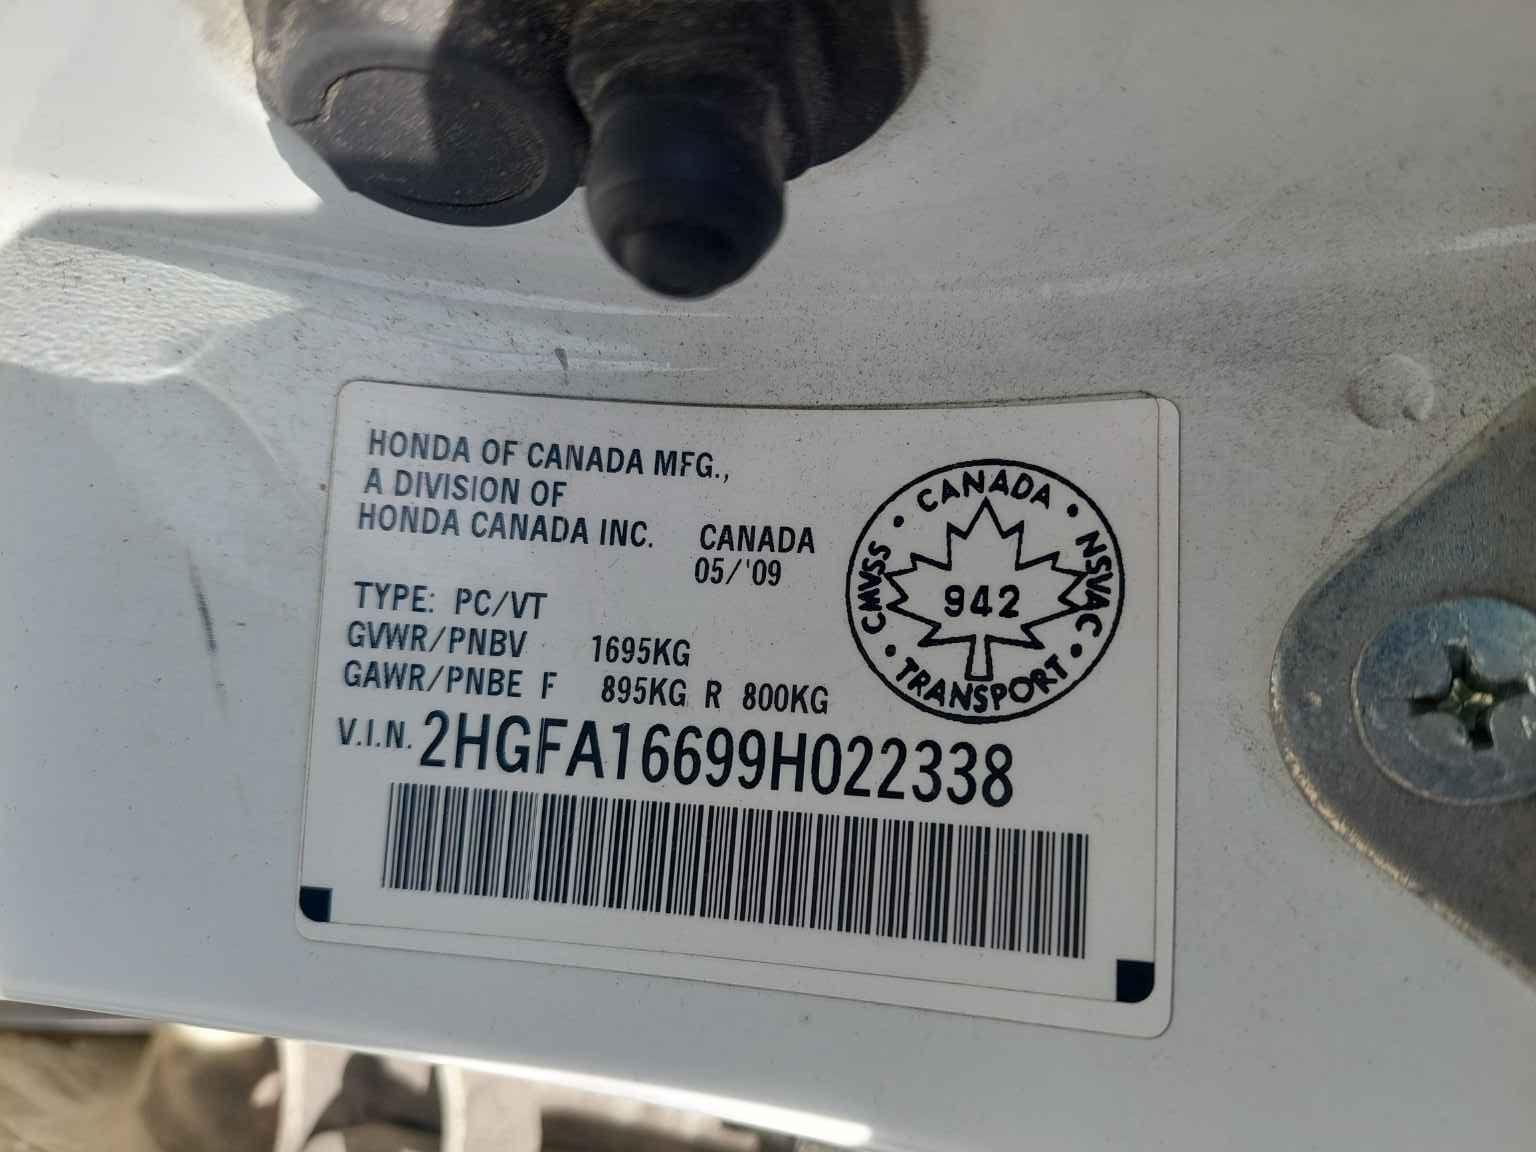 HONDA OF CANADA MFG.,
A DIVISION OF
HONDA CANADA INC. CANADA
05/'09
TYPE: PC/VT
GVWR/PNBV 1695KG
GAWR/PNBE F 895KG R 800KG
V.I.N. 2HGFA16699H022338
CANADA • NSVAC • TRANSPORT • CMVSS •
942